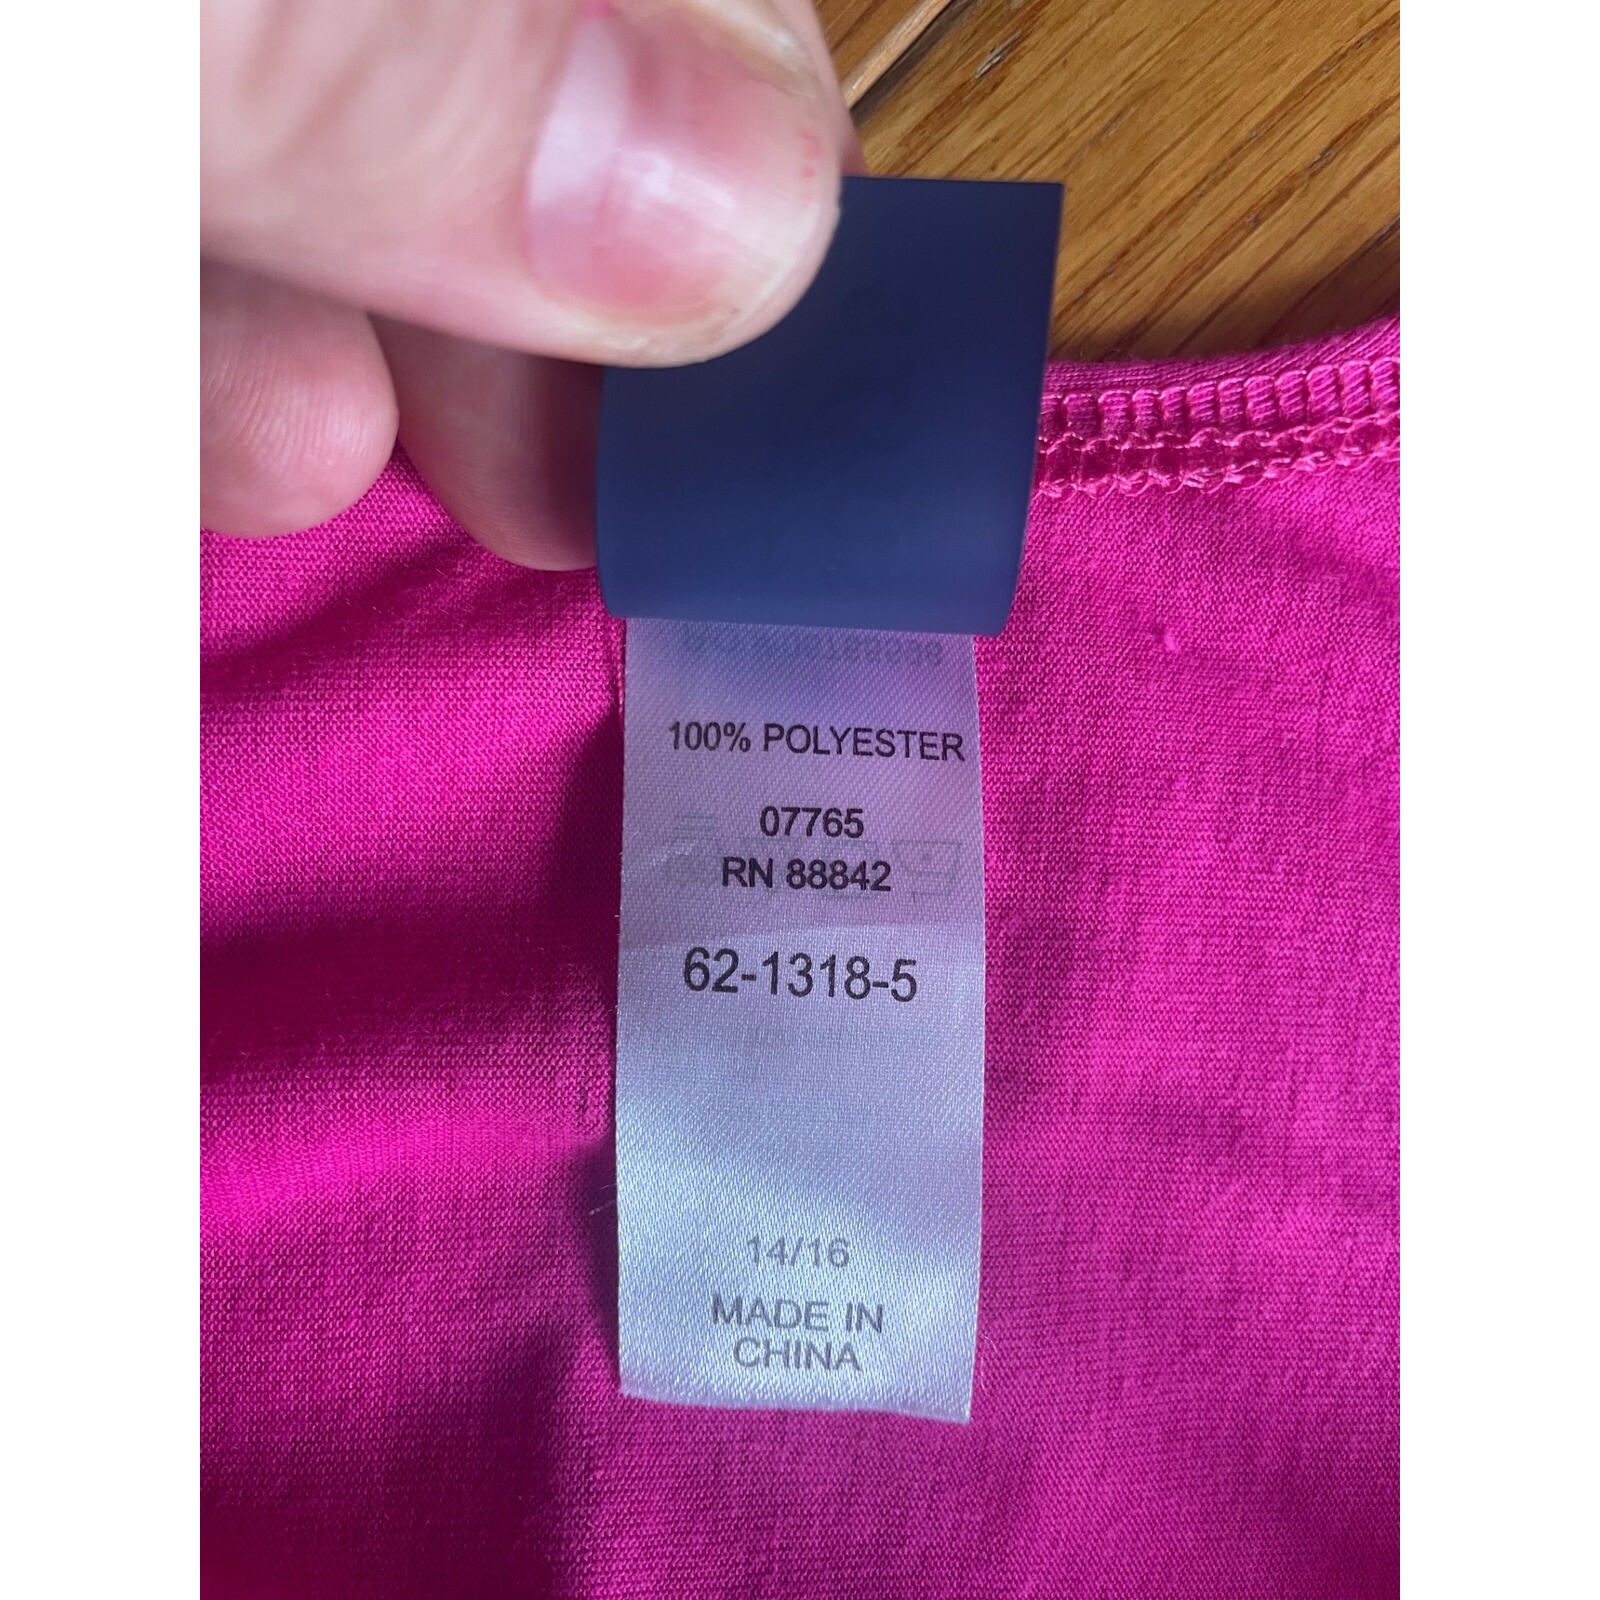 100% POLYESTER
07765
RN 88842
62-1318-5
14/16
MADE IN
CHINA